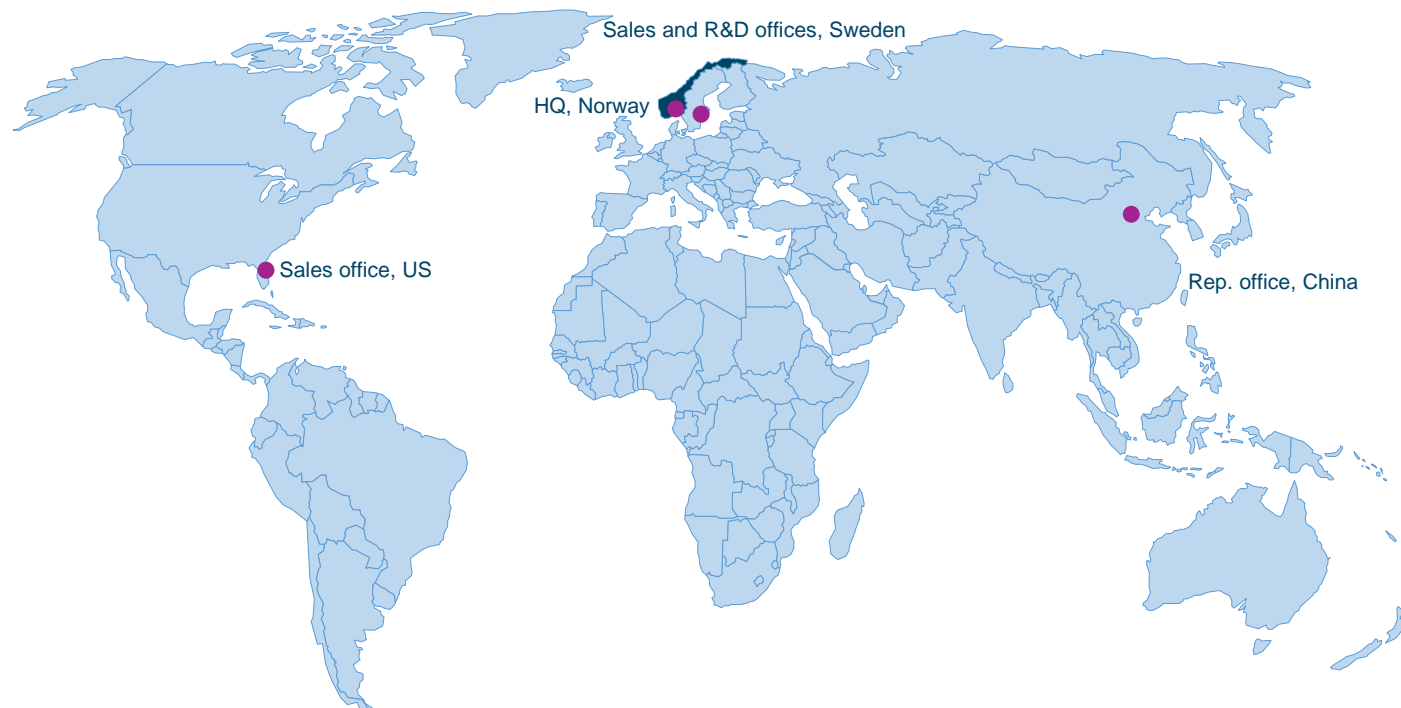 Sales and R&D offices, Sweden
HQ, Norway
Sales office, US
Rep. office, China